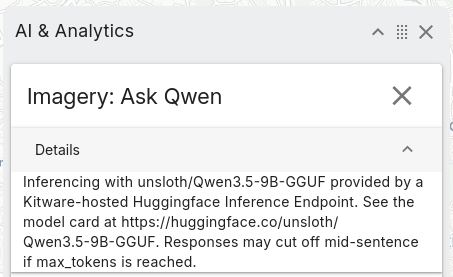 AI & Analytics
Imagery: Ask Qwen
Details
Inferencing with unsloth/Qwen3.5-9B-GGUF provided by a
Kitware-hosted Huggingface Inference Endpoint. See the
model card at https://huggingface.co/unsloth/
Qwen3.5-9B-GGUF. Responses may cut off mid-sentence
if max_tokens is reached.